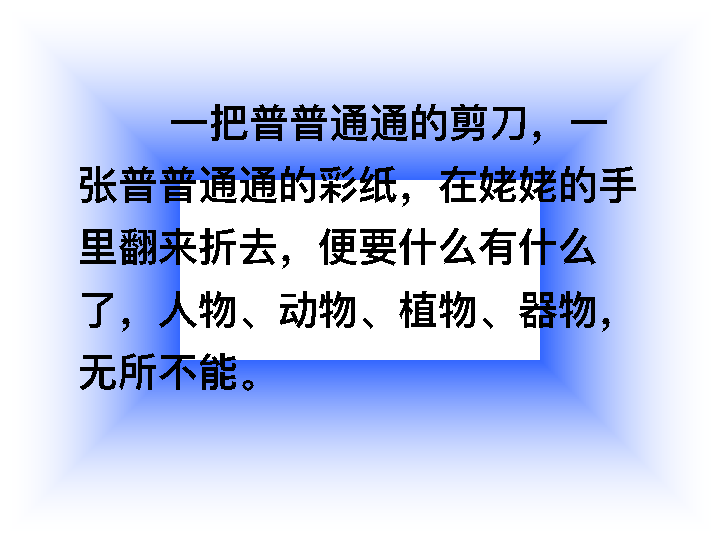 一把普普通通的剪刀，一
张普普通通的彩纸，在姥姥的手
里翻来折去，便要什么有什么
了，人物、动物、植物、器物，
无所不能。